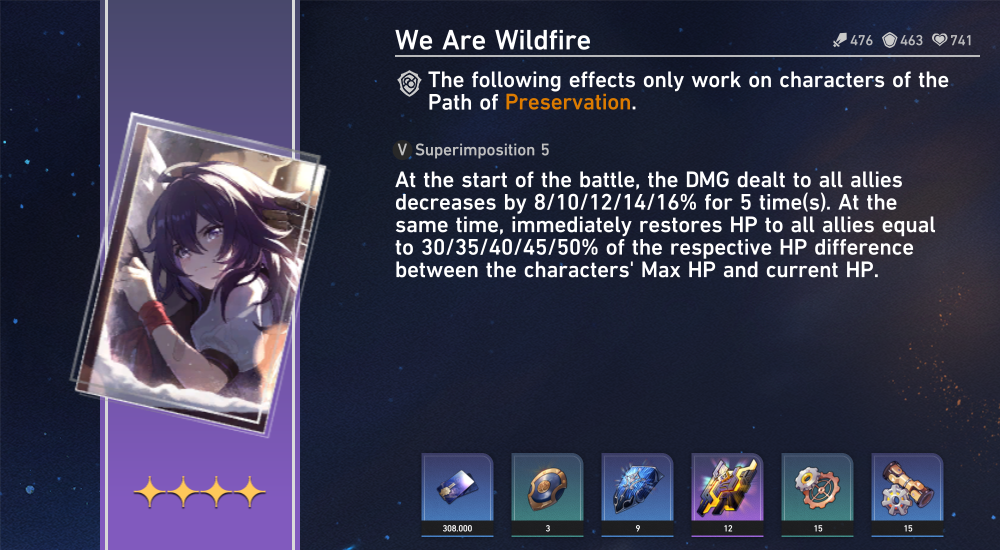 We Are Wildfire
476 463 741
The following effects only work on characters of the
Path of Preservation.
V Superimposition 5
At the start of the battle, the DMG dealt to all allies
decreases by 8/10/12/14/16% for 5 time(s). At the
same time, immediately restores HP to all allies equal
to 30/35/40/45/50% of the respective HP difference
between the characters' Max HP and current HP.
308.000 3 9 12 15 15